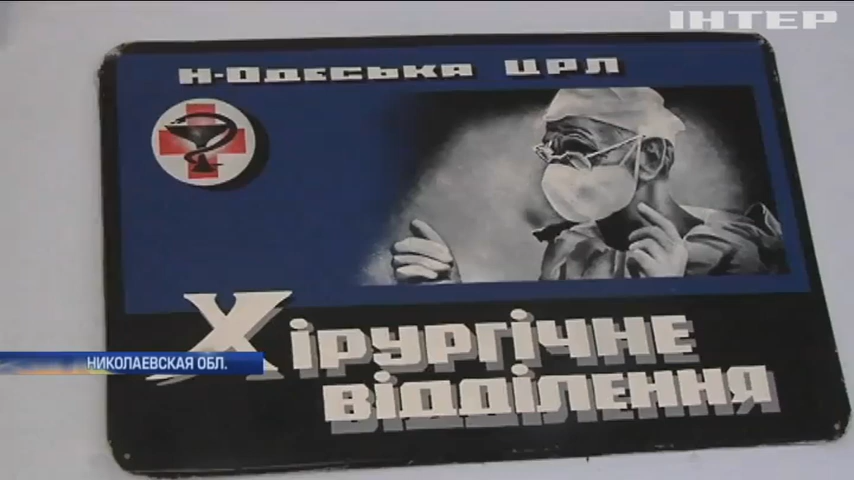 ІНТЕР
Н-Одеська ЦРЛ
Хірургічне
відділення
НИКОЛАЕВСКАЯ ОБЛ.